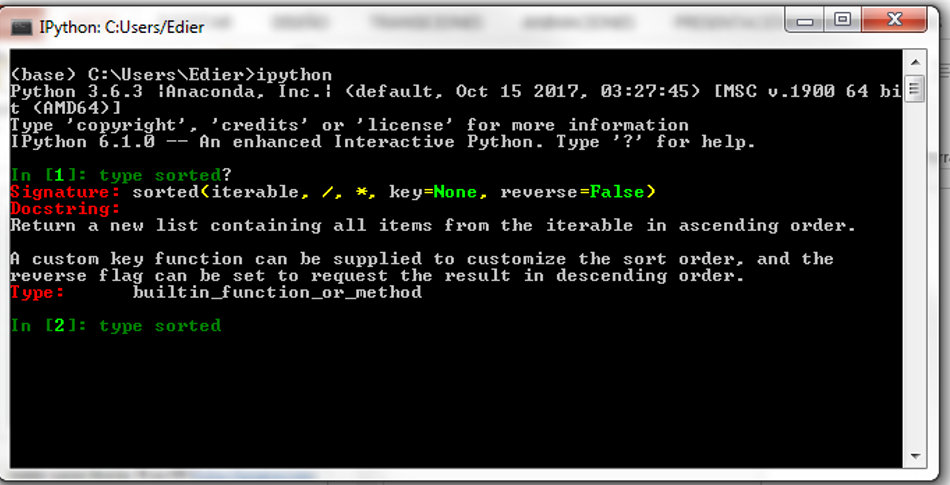 IPython: C:Users/Edier
(base) C:\Users\Edier>ipython
Python 3.6.3 |Anaconda, Inc.| (default, Oct 15 2017, 03:27:45) [MSC v.1900 64 bi
t (AMD64)]
Type 'copyright', 'credits' or 'license' for more information
IPython 6.1.0 -- An enhanced Interactive Python. Type '?' for help.
In [1]: type sorted?
Signature: sorted(iterable, /, *, key=None, reverse=False)
Docstring:
Return a new list containing all items from the iterable in ascending order.
A custom key function can be supplied to customize the sort order, and the
reverse flag can be set to request the result in descending order.
Type:      builtin_function_or_method
In [2]: type sorted